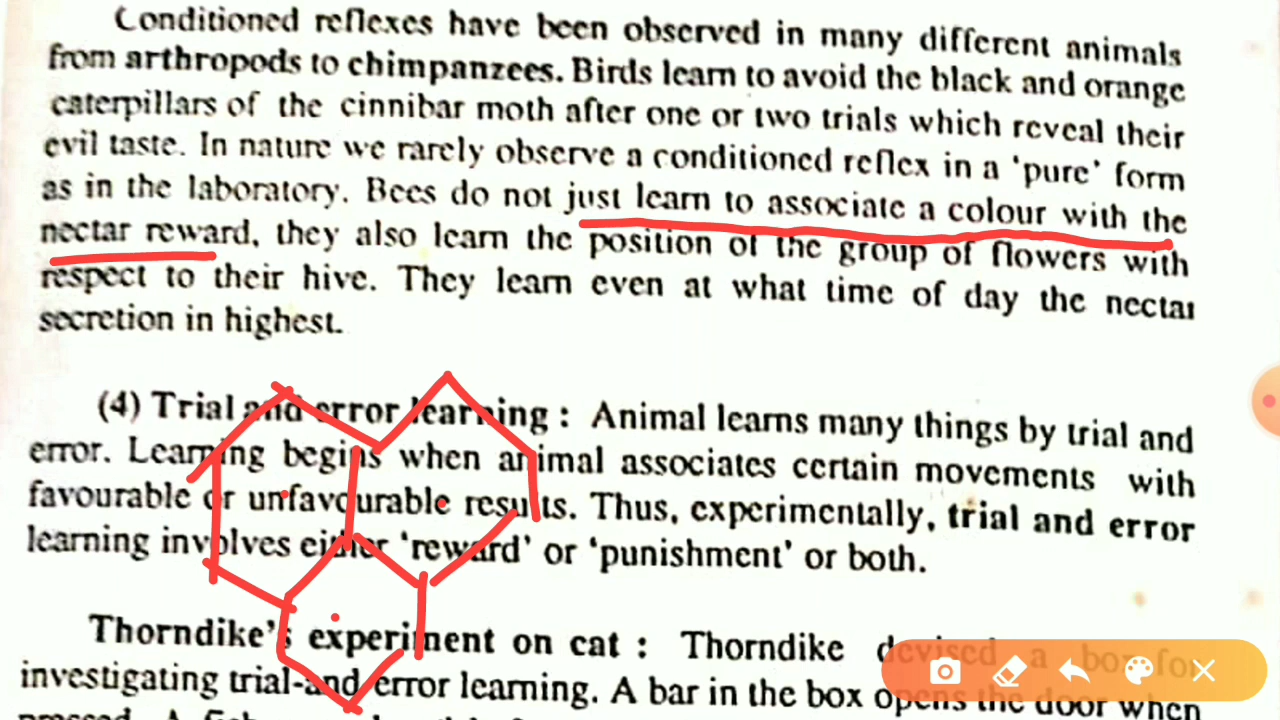 Conditioned reflexes have been observed in many different animals
from arthropods to chimpanzees. Birds learn to avoid the black and orange
caterpillars of the cinnibar moth after one or two trials which reveal their
evil taste. In nature we rarely observe a conditioned reflex in a 'pure' form
as in the laboratory. Bees do not just learn to associate a colour with the
nectar reward, they also learn the position of the group of flowers with
respect to their hive. They learn even at what time of day the nectar
secretion in highest.
(4) Trial and error learning : Animal learns many things by trial and
error. Learning begins when animal associates certain movements with
favourable or unfavourable results. Thus, experimentally, trial and error
learning involves either 'reward' or 'punishment' or both.
Thorndike's experiment on cat : Thorndike devised a box for
investigating trial-and error learning. A bar in the box opens the door when